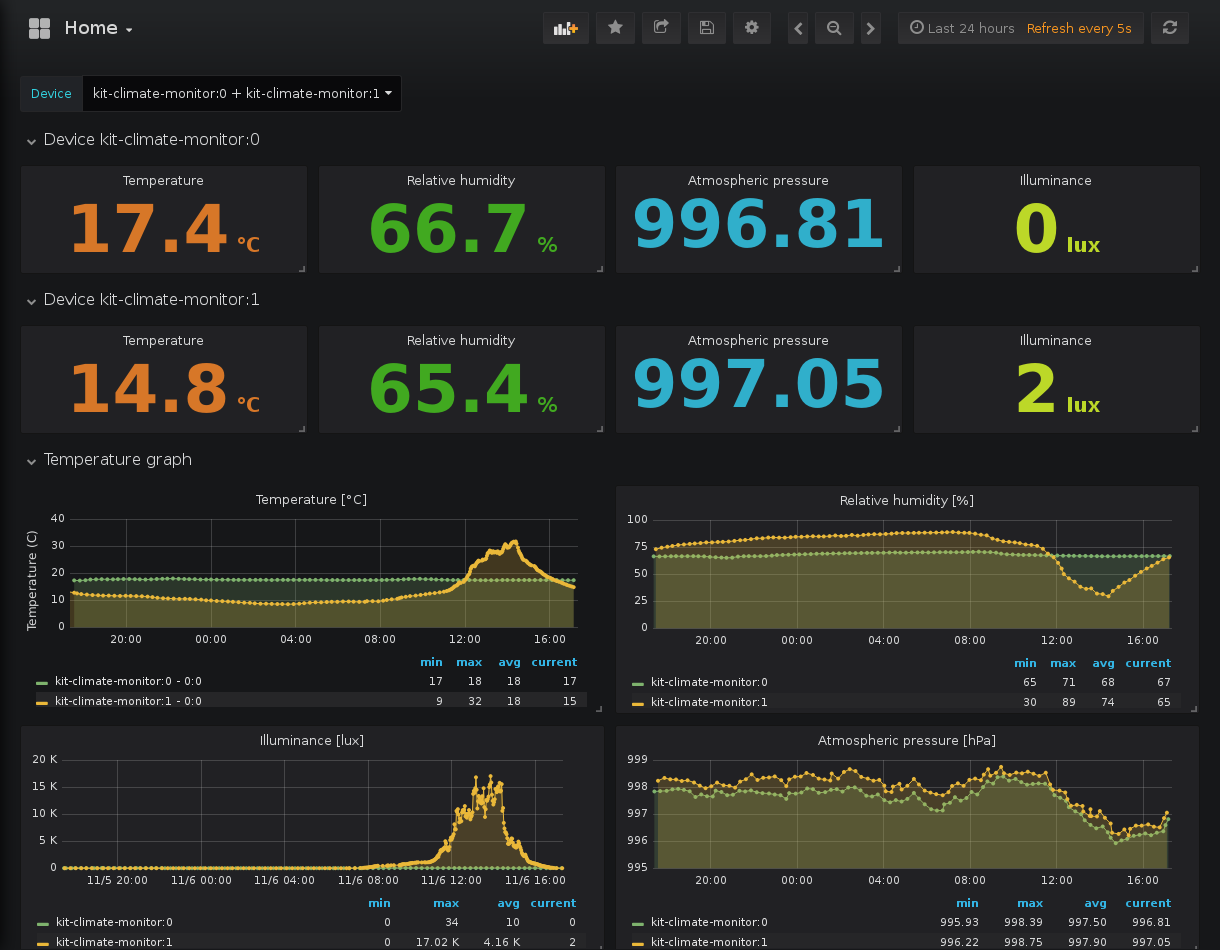 Home
Last 24 hours Refresh every 5s
Device kit-climate-monitor:0 + kit-climate-monitor:1
Device kit-climate-monitor:0
Temperature
17.4 °C
Relative humidity
66.7 %
Atmospheric pressure
996.81
Illuminance
0 lux
Device kit-climate-monitor:1
Temperature
14.8 °C
Relative humidity
65.4 %
Atmospheric pressure
997.05
Illuminance
2 lux
Temperature graph
Temperature [°C]
Temperature (C)
40
30
20
10
0
20:00 00:00 04:00 08:00 12:00 16:00
min max avg current
kit-climate-monitor:0 - 0:0 17 18 18 17
kit-climate-monitor:1 - 0:0 9 32 18 15
Relative humidity [%]
100
75
50
25
0
20:00 00:00 04:00 08:00 12:00 16:00
min max avg current
kit-climate-monitor:0 65 71 68 67
kit-climate-monitor:1 30 89 74 65
Illuminance [lux]
20 K
15 K
10 K
5 K
0
11/5 20:00 11/6 00:00 11/6 04:00 11/6 08:00 11/6 12:00 11/6 16:00
min max avg current
kit-climate-monitor:0 0 34 10 0
kit-climate-monitor:1 0 17.02 K 4.16 K 2
Atmospheric pressure [hPa]
999
998
997
996
995
20:00 00:00 04:00 08:00 12:00 16:00
min max avg current
kit-climate-monitor:0 995.93 998.39 997.50 996.81
kit-climate-monitor:1 996.22 998.75 997.90 997.05